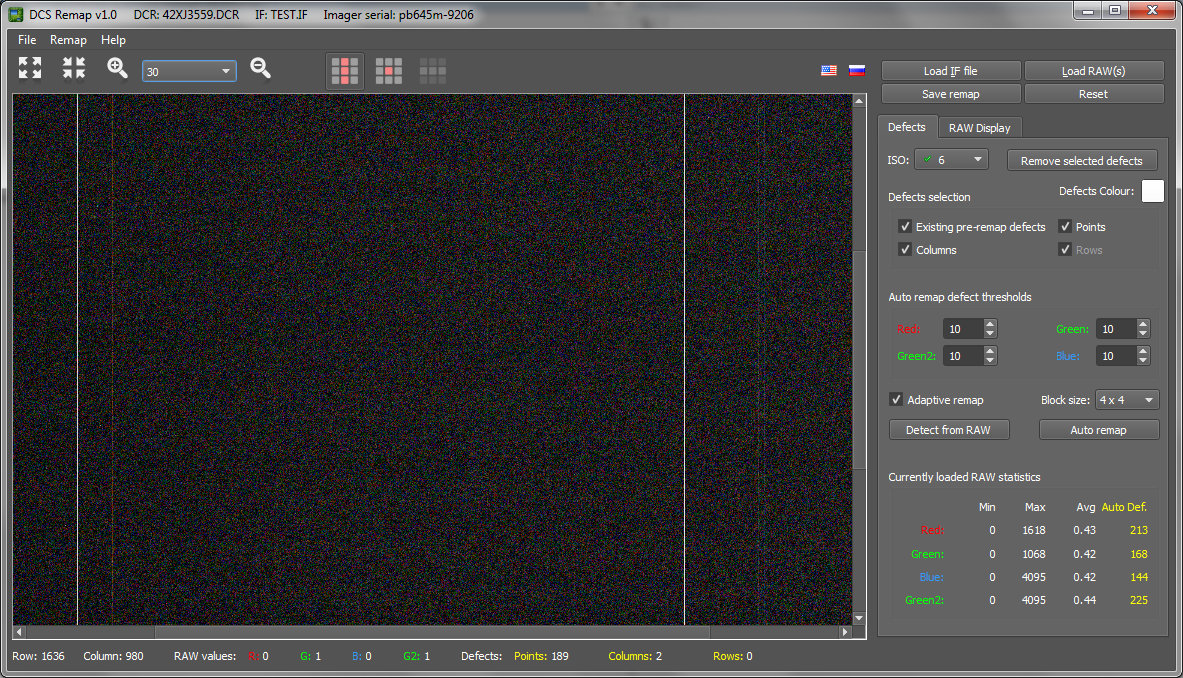 DCS Remap v1.0 DCR: 42XJ3559.DCR IF: TEST.IF Imager serial: pb645m-9206
File Remap Help
30
Load IF file Load RAW(s)
Save remap Reset
Defects RAW Display
ISO: 6 Remove selected defects
Defects selection Defects Colour:
Existing pre-remap defects Points
Columns Rows
Auto remap defect thresholds
Red: 10 Green: 10
Green2: 10 Blue: 10
Adaptive remap Block size: 4 x 4
Detect from RAW Auto remap
Currently loaded RAW statistics
Min Max Avg Auto Def.
Red: 0 1618 0.43 213
Green: 0 1068 0.42 168
Blue: 0 4095 0.42 144
Green2: 0 4095 0.44 225
Row: 1636 Column: 980 RAW values: R: 0 G: 1 B: 0 G2: 1 Defects: Points: 189 Columns: 2 Rows: 0